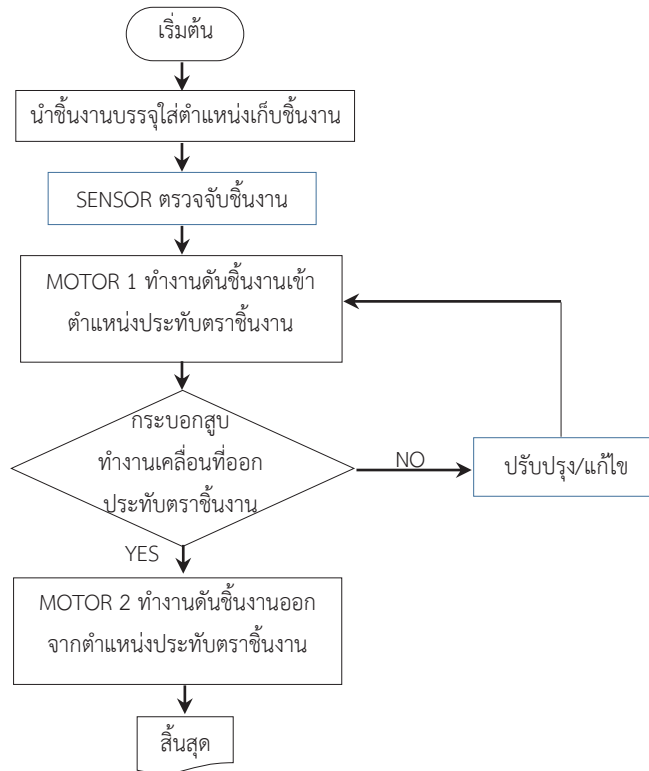 เริ่มต้น
นำชิ้นงานบรรจุใส่ตำแหน่งเก็บชิ้นงาน
SENSOR ตรวจจับชิ้นงาน
MOTOR 1 ทำงานดันชิ้นงานเข้า
ตำแหน่งประทับตราชิ้นงาน
กระบอกสูบ
ทำงานเคลื่อนที่ออก
ประทับตราชิ้นงาน
NO
ปรับปรุง/แก้ไข
YES
MOTOR 2 ทำงานดันชิ้นงานออก
จากตำแหน่งประทับตราชิ้นงาน
สิ้นสุด